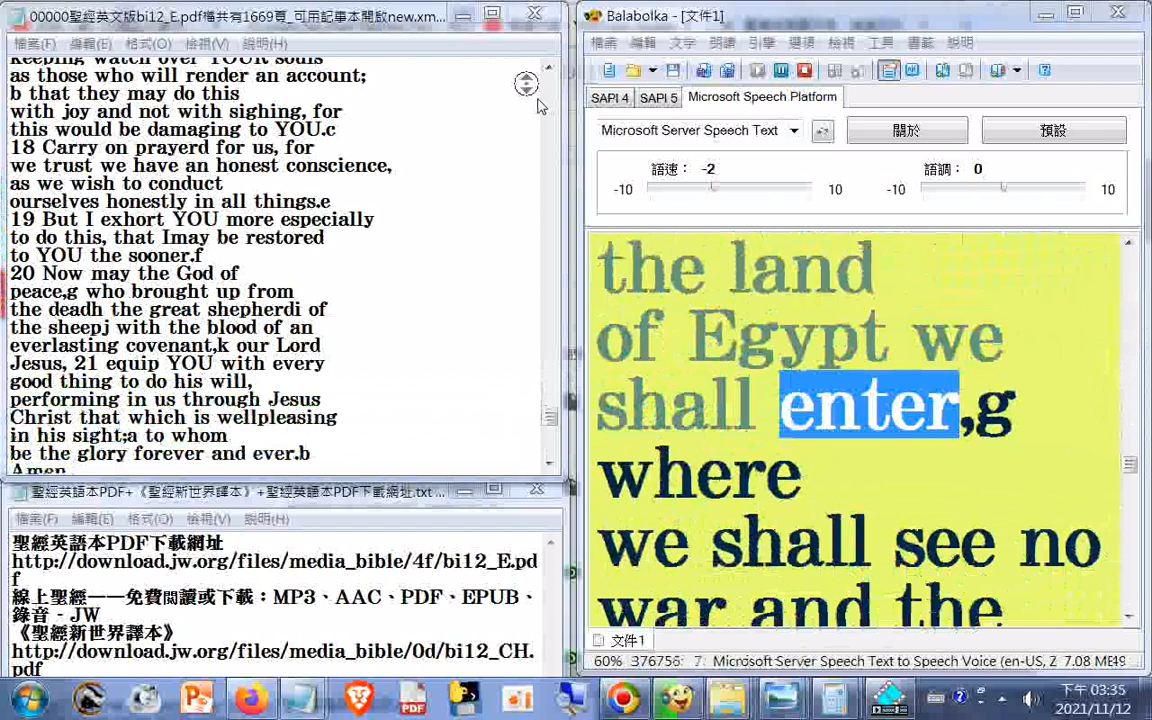 00000聖經英文版bi12_E.pdf檔共有1669頁_可用記事本開啟new.xm...
檔案(F) 編輯(E) 格式(O) 檢視(V) 說明(H)
keeping watch over YOUR souls
as those who will render an account;
b that they may do this
with joy and not with sighing, for
this would be damaging to YOU.c
18 Carry on prayerd for us, for
we trust we have an honest conscience,
as we wish to conduct
ourselves honestly in all things.e
19 But I exhort YOU more especially
to do this, that Imay be restored
to YOU the sooner.f
20 Now may the God of
peace,g who brought up from
the deadh the great shepherdi of
the sheepj with the blood of an
everlasting covenant,k our Lord
Jesus, 21 equip YOU with every
good thing to do his will,
performing in us through Jesus
Christ that which is wellpleasing
in his sight;a to whom
be the glory forever and ever.b
Amen.
聖經英語本PDF+《聖經新世界譯本》+聖經英語本PDF下載網址.txt ...
檔案(F) 編輯(E) 格式(O) 檢視(V) 說明(H)
聖經英語本PDF下載網址
http://download.jw.org/files/media_bible/4f/bi12_E.pd
f
線上聖經——免費閱讀或下載：MP3、AAC、PDF、EPUB、
錄音 - JW
《聖經新世界譯本》
http://download.jw.org/files/media_bible/0d/bi12_CH.
pdf
Balabolka - [文件1]
檔案 編輯 文字 朗讀 引擎 選項 檢視 工具 書籤 說明
SAPI 4 SAPI 5 Microsoft Speech Platform
Microsoft Server Speech Text 關於 預設
語速： -2 語調： 0
-10 10 -10 10
the land
of Egypt we
shall enter,g
where
we shall see no
war and the
文件1
60% 376756: 7. Microsoft Server Speech Text to Speech Voice (en-US, Z 7.08 ME49
PDF
下午 03:35
2021/11/12